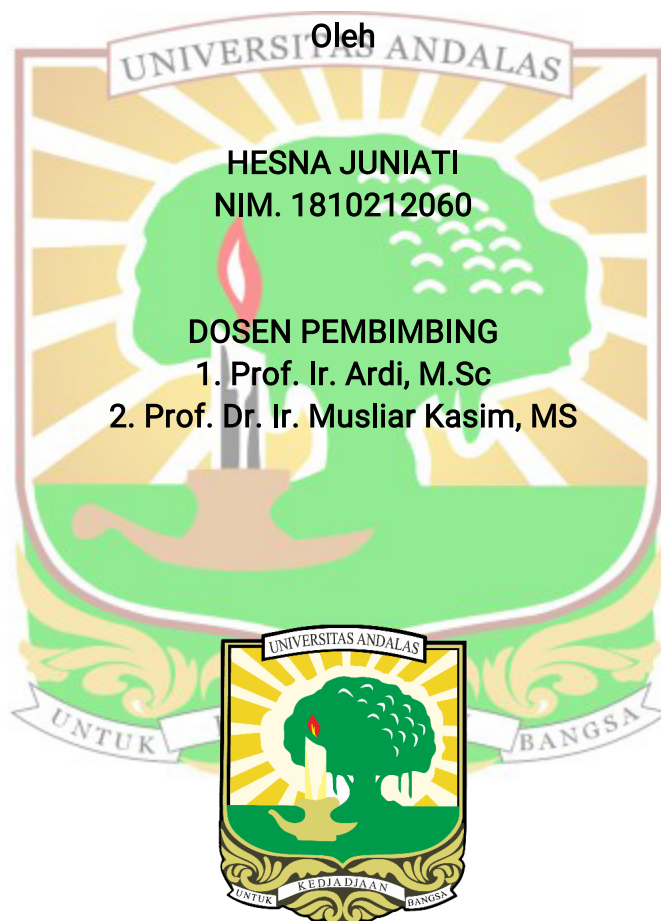 Oleh
UNIVERSITAS ANDALAS
HESNA JUNIATI
NIM. 1810212060
DOSEN PEMBIMBING
1. Prof. Ir. Ardi, M.Sc
2. Prof. Dr. Ir. Musliar Kasim, MS
UNIVERSITAS ANDALAS
UNTUK BANGSA
UNTUK KEDJADJAAN BANGSA